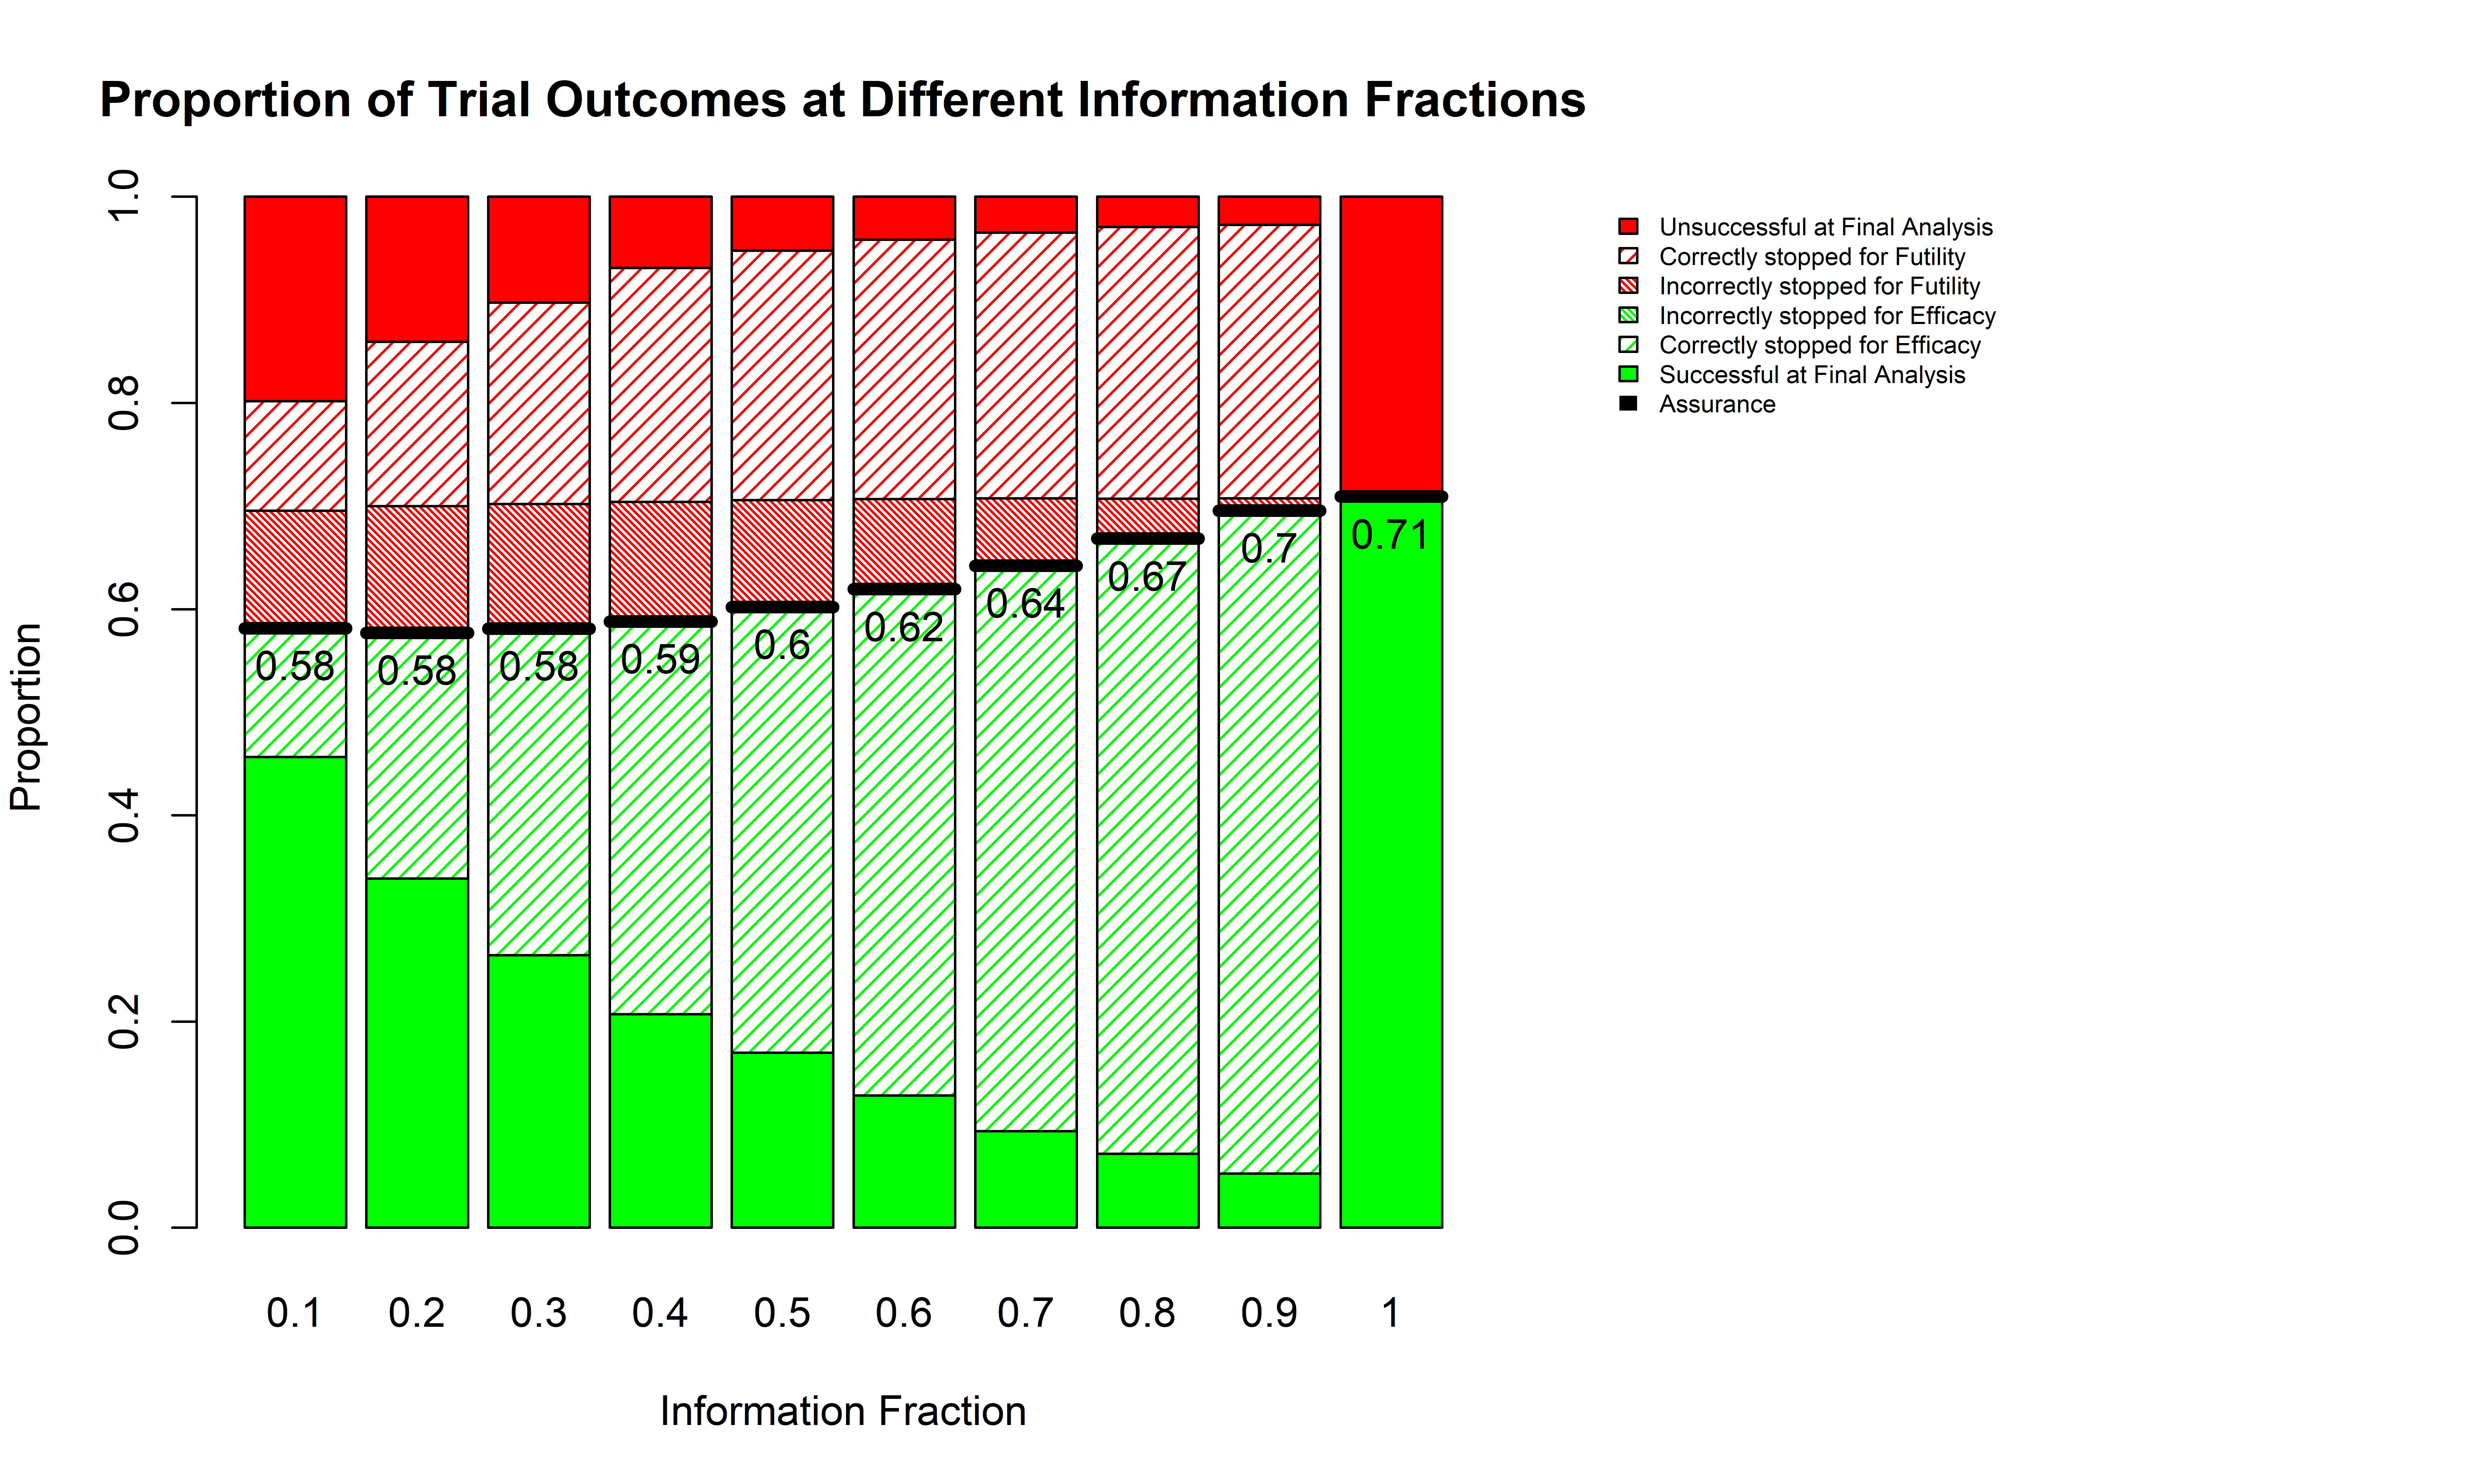 Proportion of Trial Outcomes at Different Information Fractions
Proportion
1.0
0.8
0.6
0.4
0.2
0.0
0.58
0.58
0.58
0.59
0.6
0.62
0.64
0.67
0.7
0.71
0.1
0.2
0.3
0.4
0.5
0.6
0.7
0.8
0.9
1
Information Fraction
Unsuccessful at Final Analysis
Correctly stopped for Futility
Incorrectly stopped for Futility
Incorrectly stopped for Efficacy
Correctly stopped for Efficacy
Successful at Final Analysis
Assurance